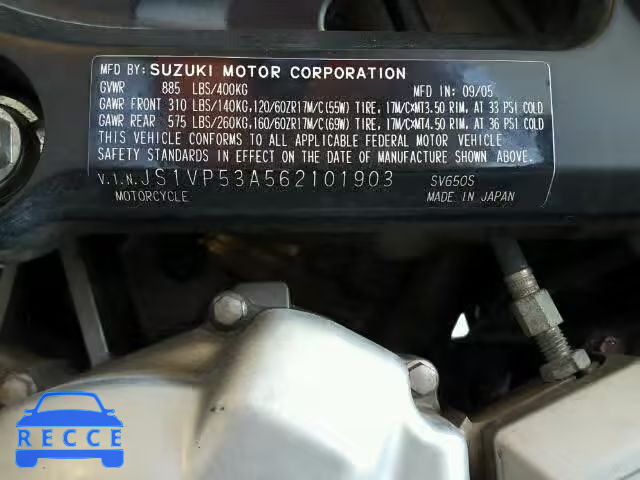 MFD BY: SUZUKI MOTOR CORPORATION
GVWR 885 LBS/400KG MFD IN: 09/05
GAWR FRONT 310 LBS/140KG,120/60ZR17M/C(55W) TIRE, 17M/C×MT3.50 RIM, AT 33 PSI COLD
GAWR REAR 575 LBS/260KG,160/60ZR17M/C(69W) TIRE, 17M/C×MT4.50 RIM, AT 36 PSI COLD
THIS VEHICLE CONFORMS TO ALL APPLICABLE FEDERAL MOTOR VEHICLE
SAFETY STANDARDS IN EFFECT ON THE DATE OF MANUFACTURE SHOWN ABOVE.
V.I.N. JS1VP53A562101903 SV650S
MOTORCYCLE MADE IN JAPAN
RECCE